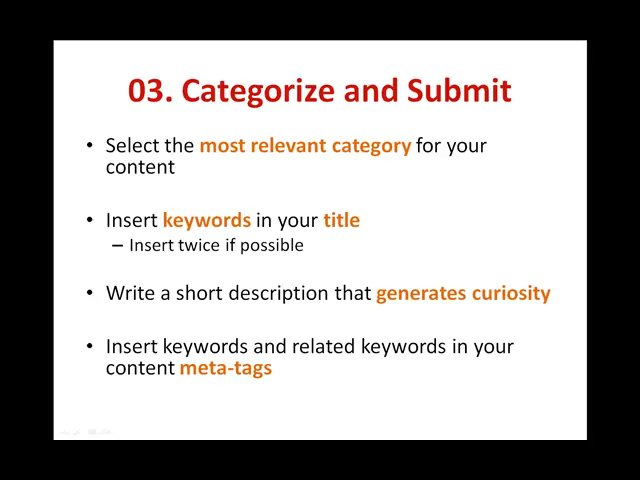 03. Categorize and Submit
• Select the most relevant category for your
content
• Insert keywords in your title
– Insert twice if possible
• Write a short description that generates curiosity
• Insert keywords and related keywords in your
content meta-tags